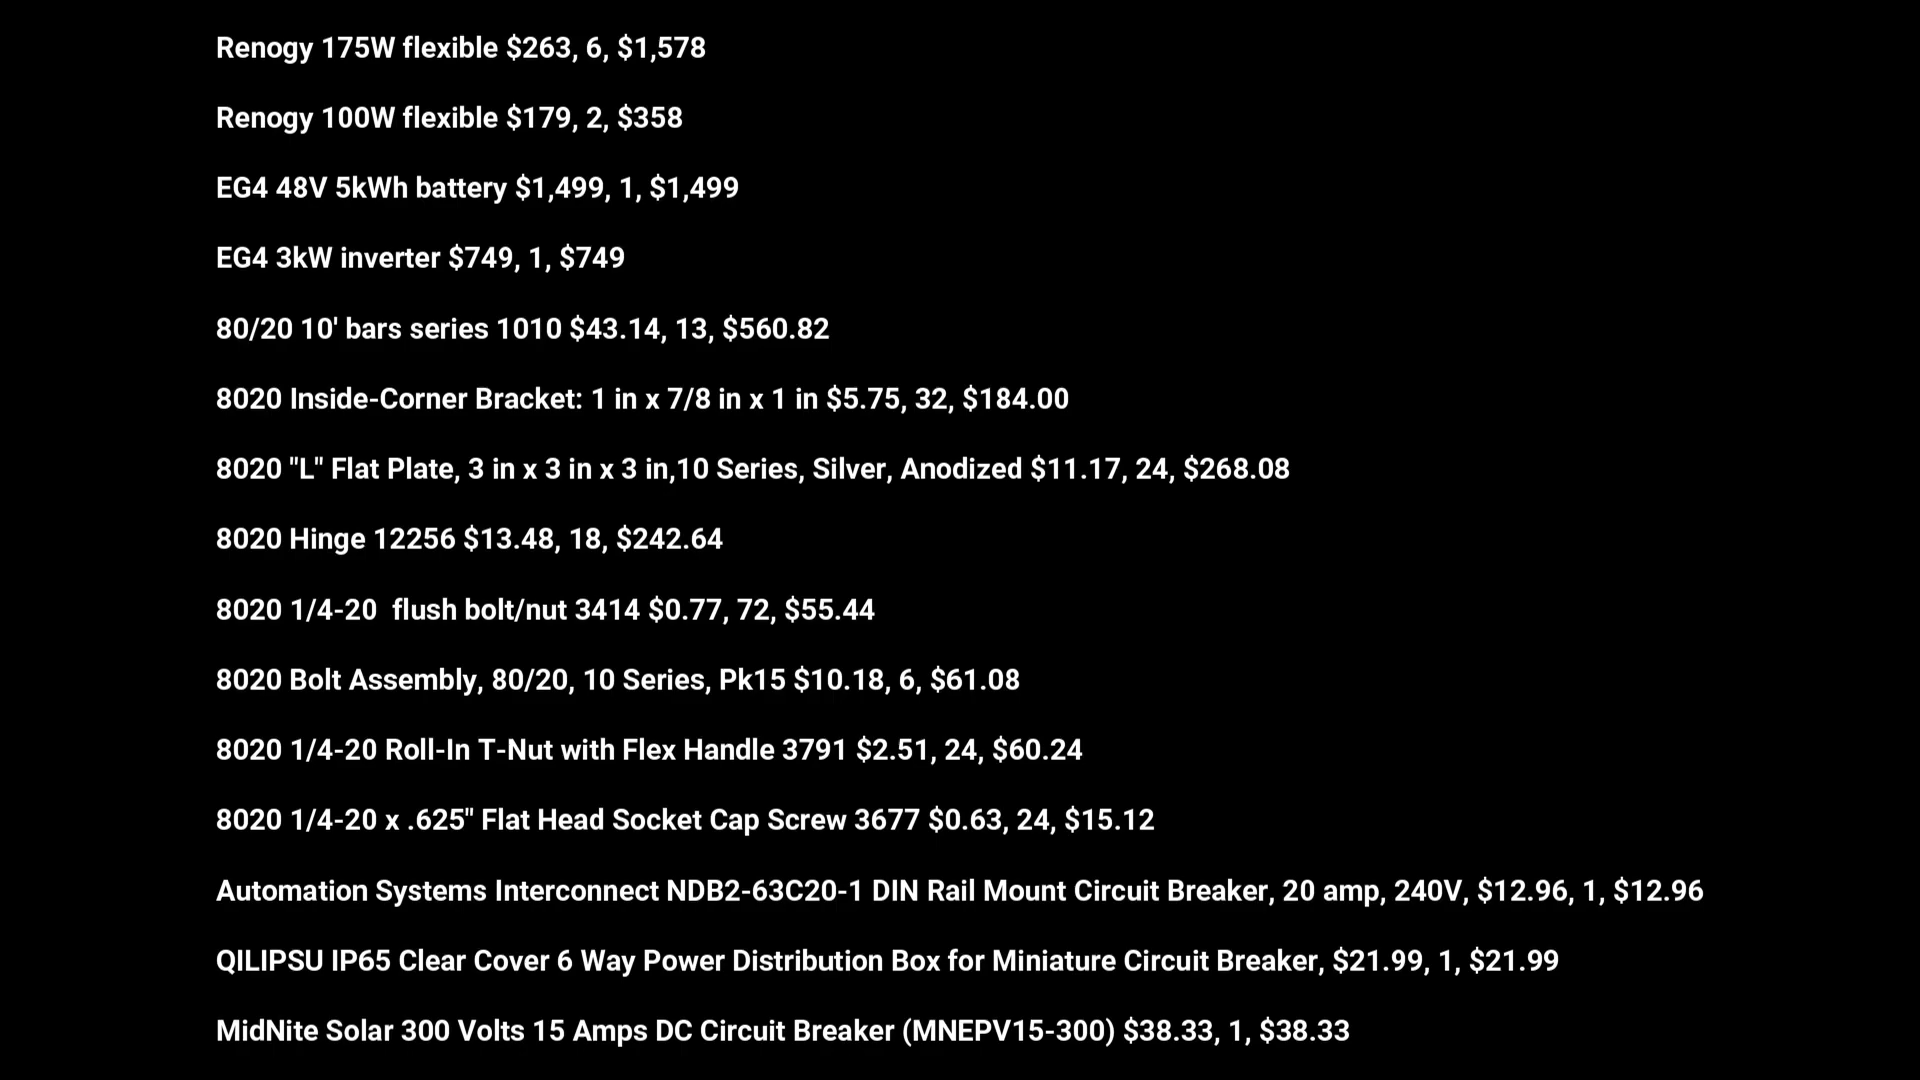 Renogy 175W flexible $263, 6, $1,578
Renogy 100W flexible $179, 2, $358
EG4 48V 5kWh battery $1,499, 1, $1,499
EG4 3kW inverter $749, 1, $749
80/20 10' bars series 1010 $43.14, 13, $560.82
8020 Inside-Corner Bracket: 1 in x 7/8 in x 1 in $5.75, 32, $184.00
8020 "L" Flat Plate, 3 in x 3 in x 3 in,10 Series, Silver, Anodized $11.17, 24, $268.08
8020 Hinge 12256 $13.48, 18, $242.64
8020 1/4-20  flush bolt/nut 3414 $0.77, 72, $55.44
8020 Bolt Assembly, 80/20, 10 Series, Pk15 $10.18, 6, $61.08
8020 1/4-20 Roll-In T-Nut with Flex Handle 3791 $2.51, 24, $60.24
8020 1/4-20 x .625" Flat Head Socket Cap Screw 3677 $0.63, 24, $15.12
Automation Systems Interconnect NDB2-63C20-1 DIN Rail Mount Circuit Breaker, 20 amp, 240V, $12.96, 1, $12.96
QILIPSU IP65 Clear Cover 6 Way Power Distribution Box for Miniature Circuit Breaker, $21.99, 1, $21.99
MidNite Solar 300 Volts 15 Amps DC Circuit Breaker (MNEPV15-300) $38.33, 1, $38.33